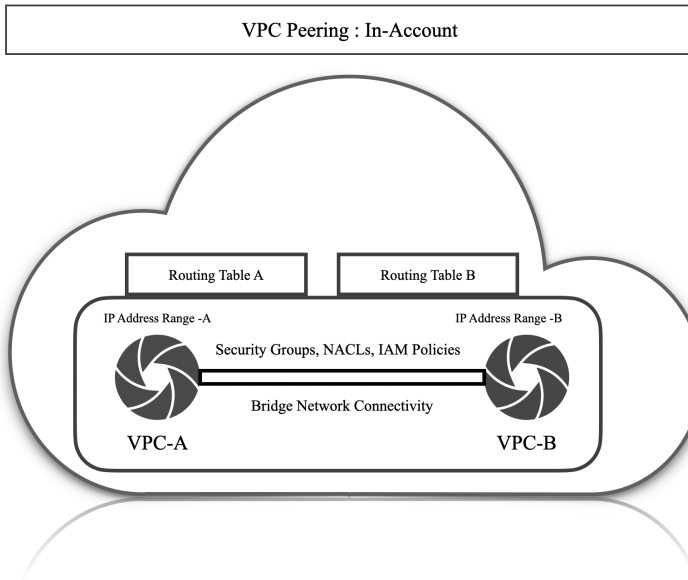 VPC Peering : In-Account
Routing Table A
Routing Table B
IP Address Range -A
IP Address Range -B
Security Groups, NACLs, IAM Policies
Bridge Network Connectivity
VPC-A
VPC-B